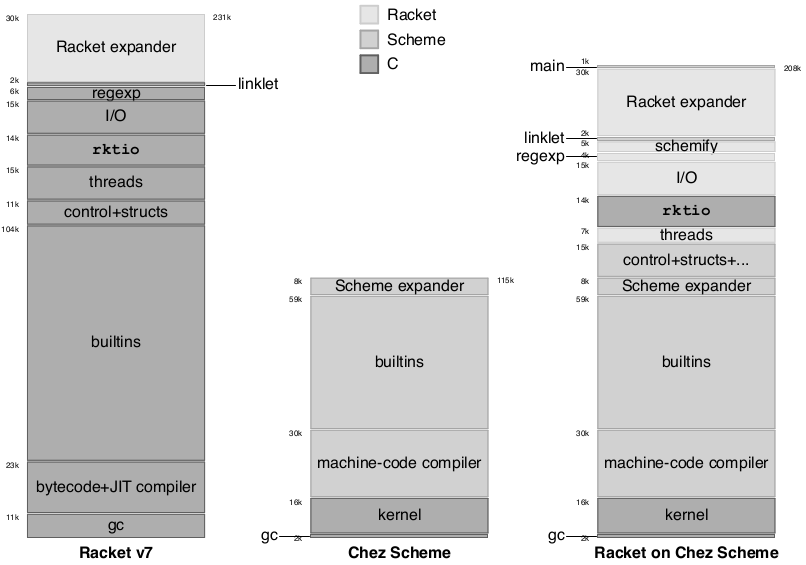 Racket
Scheme
C
30k
231k
Racket expander
2k
linklet
6k
regexp
15k
I/O
14k
rktio
15k
threads
11k
control+structs
104k
builtins
23k
bytecode+JIT compiler
11k
gc
Racket v7
8k
Scheme expander
115k
59k
builtins
30k
machine-code compiler
16k
kernel
gc
2k
Chez Scheme
main
1k
208k
30k
Racket expander
linklet
2k
5k
schemify
regexp
4k
15k
I/O
14k
rktio
7k
threads
15k
control+structs+...
8k
Scheme expander
59k
builtins
30k
machine-code compiler
16k
kernel
gc
2k
Racket on Chez Scheme